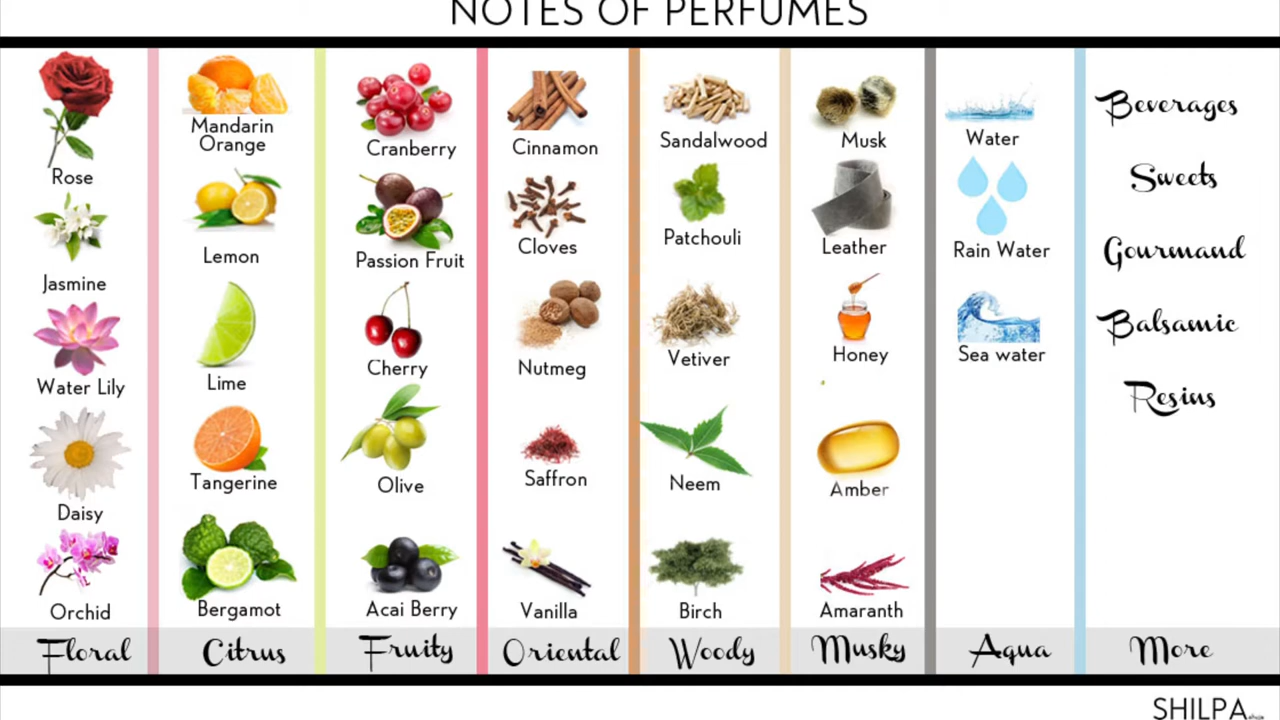 NOTES OF PERFUMES
Rose
Jasmine
Water Lily
Daisy
Orchid
Floral
Mandarin
Orange
Lemon
Lime
Tangerine
Bergamot
Citrus
Cranberry
Passion Fruit
Cherry
Olive
Acai Berry
Fruity
Cinnamon
Cloves
Nutmeg
Saffron
Vanilla
Oriental
Sandalwood
Patchouli
Vetiver
Neem
Birch
Woody
Musk
Leather
Honey
Amber
Amaranth
Musky
Water
Rain Water
Sea water
Aqua
Beverages
Sweets
Gourmand
Balsamic
Resins
More
SHILPA